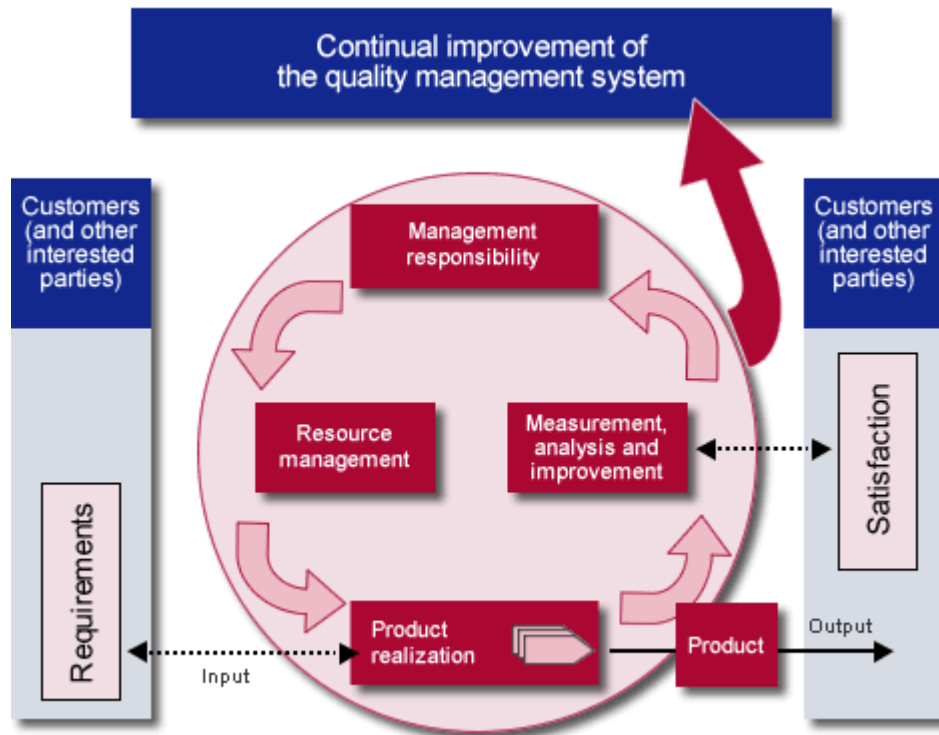 Continual improvement of
the quality management system
Customers
(and other
interested
parties)
Customers
(and other
interested
parties)
Management
responsibility
Resource
management
Measurement,
analysis and
improvement
Satisfaction
Requirements
Input
Product
realization
Product
Output